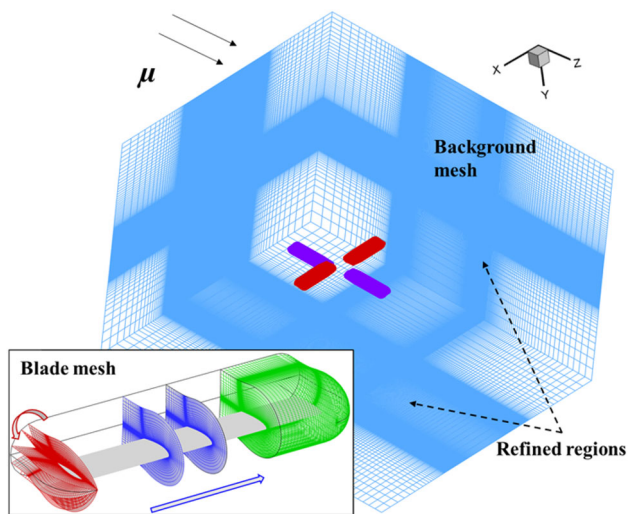 μ
X
Z
Y
Background
mesh
Blade mesh
Refined regions